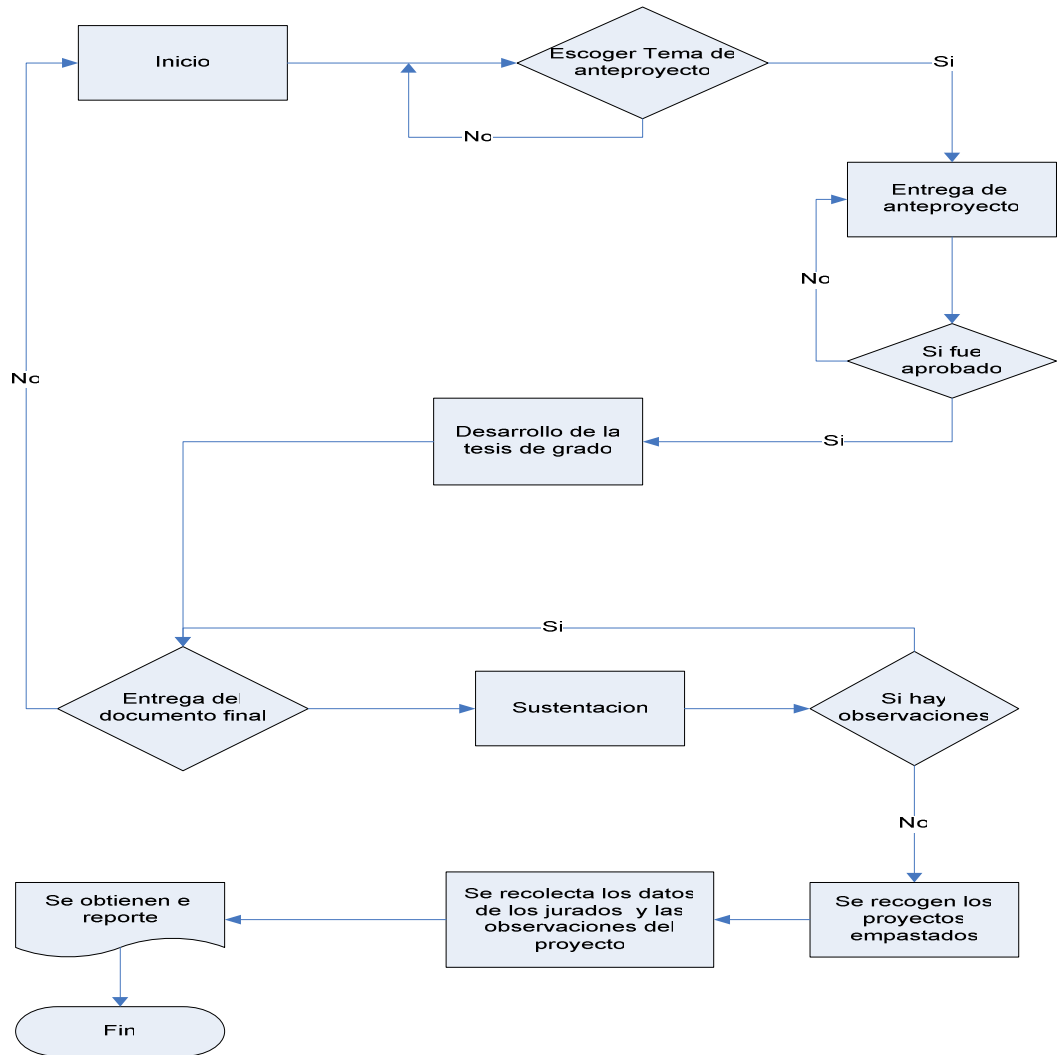 Inicio
Escoger Tema de
anteproyecto
Si
No
Entrega de
anteproyecto
No
Si fue
aprobado
No
Desarrollo de la
tesis de grado
Si
Si
Entrega del
documento final
Sustentacion
Si hay
observaciones
No
Se obtienen e
reporte
Se recolecta los datos
de los jurados y las
observaciones del
proyecto
Se recogen los
proyectos
empastados
Fin